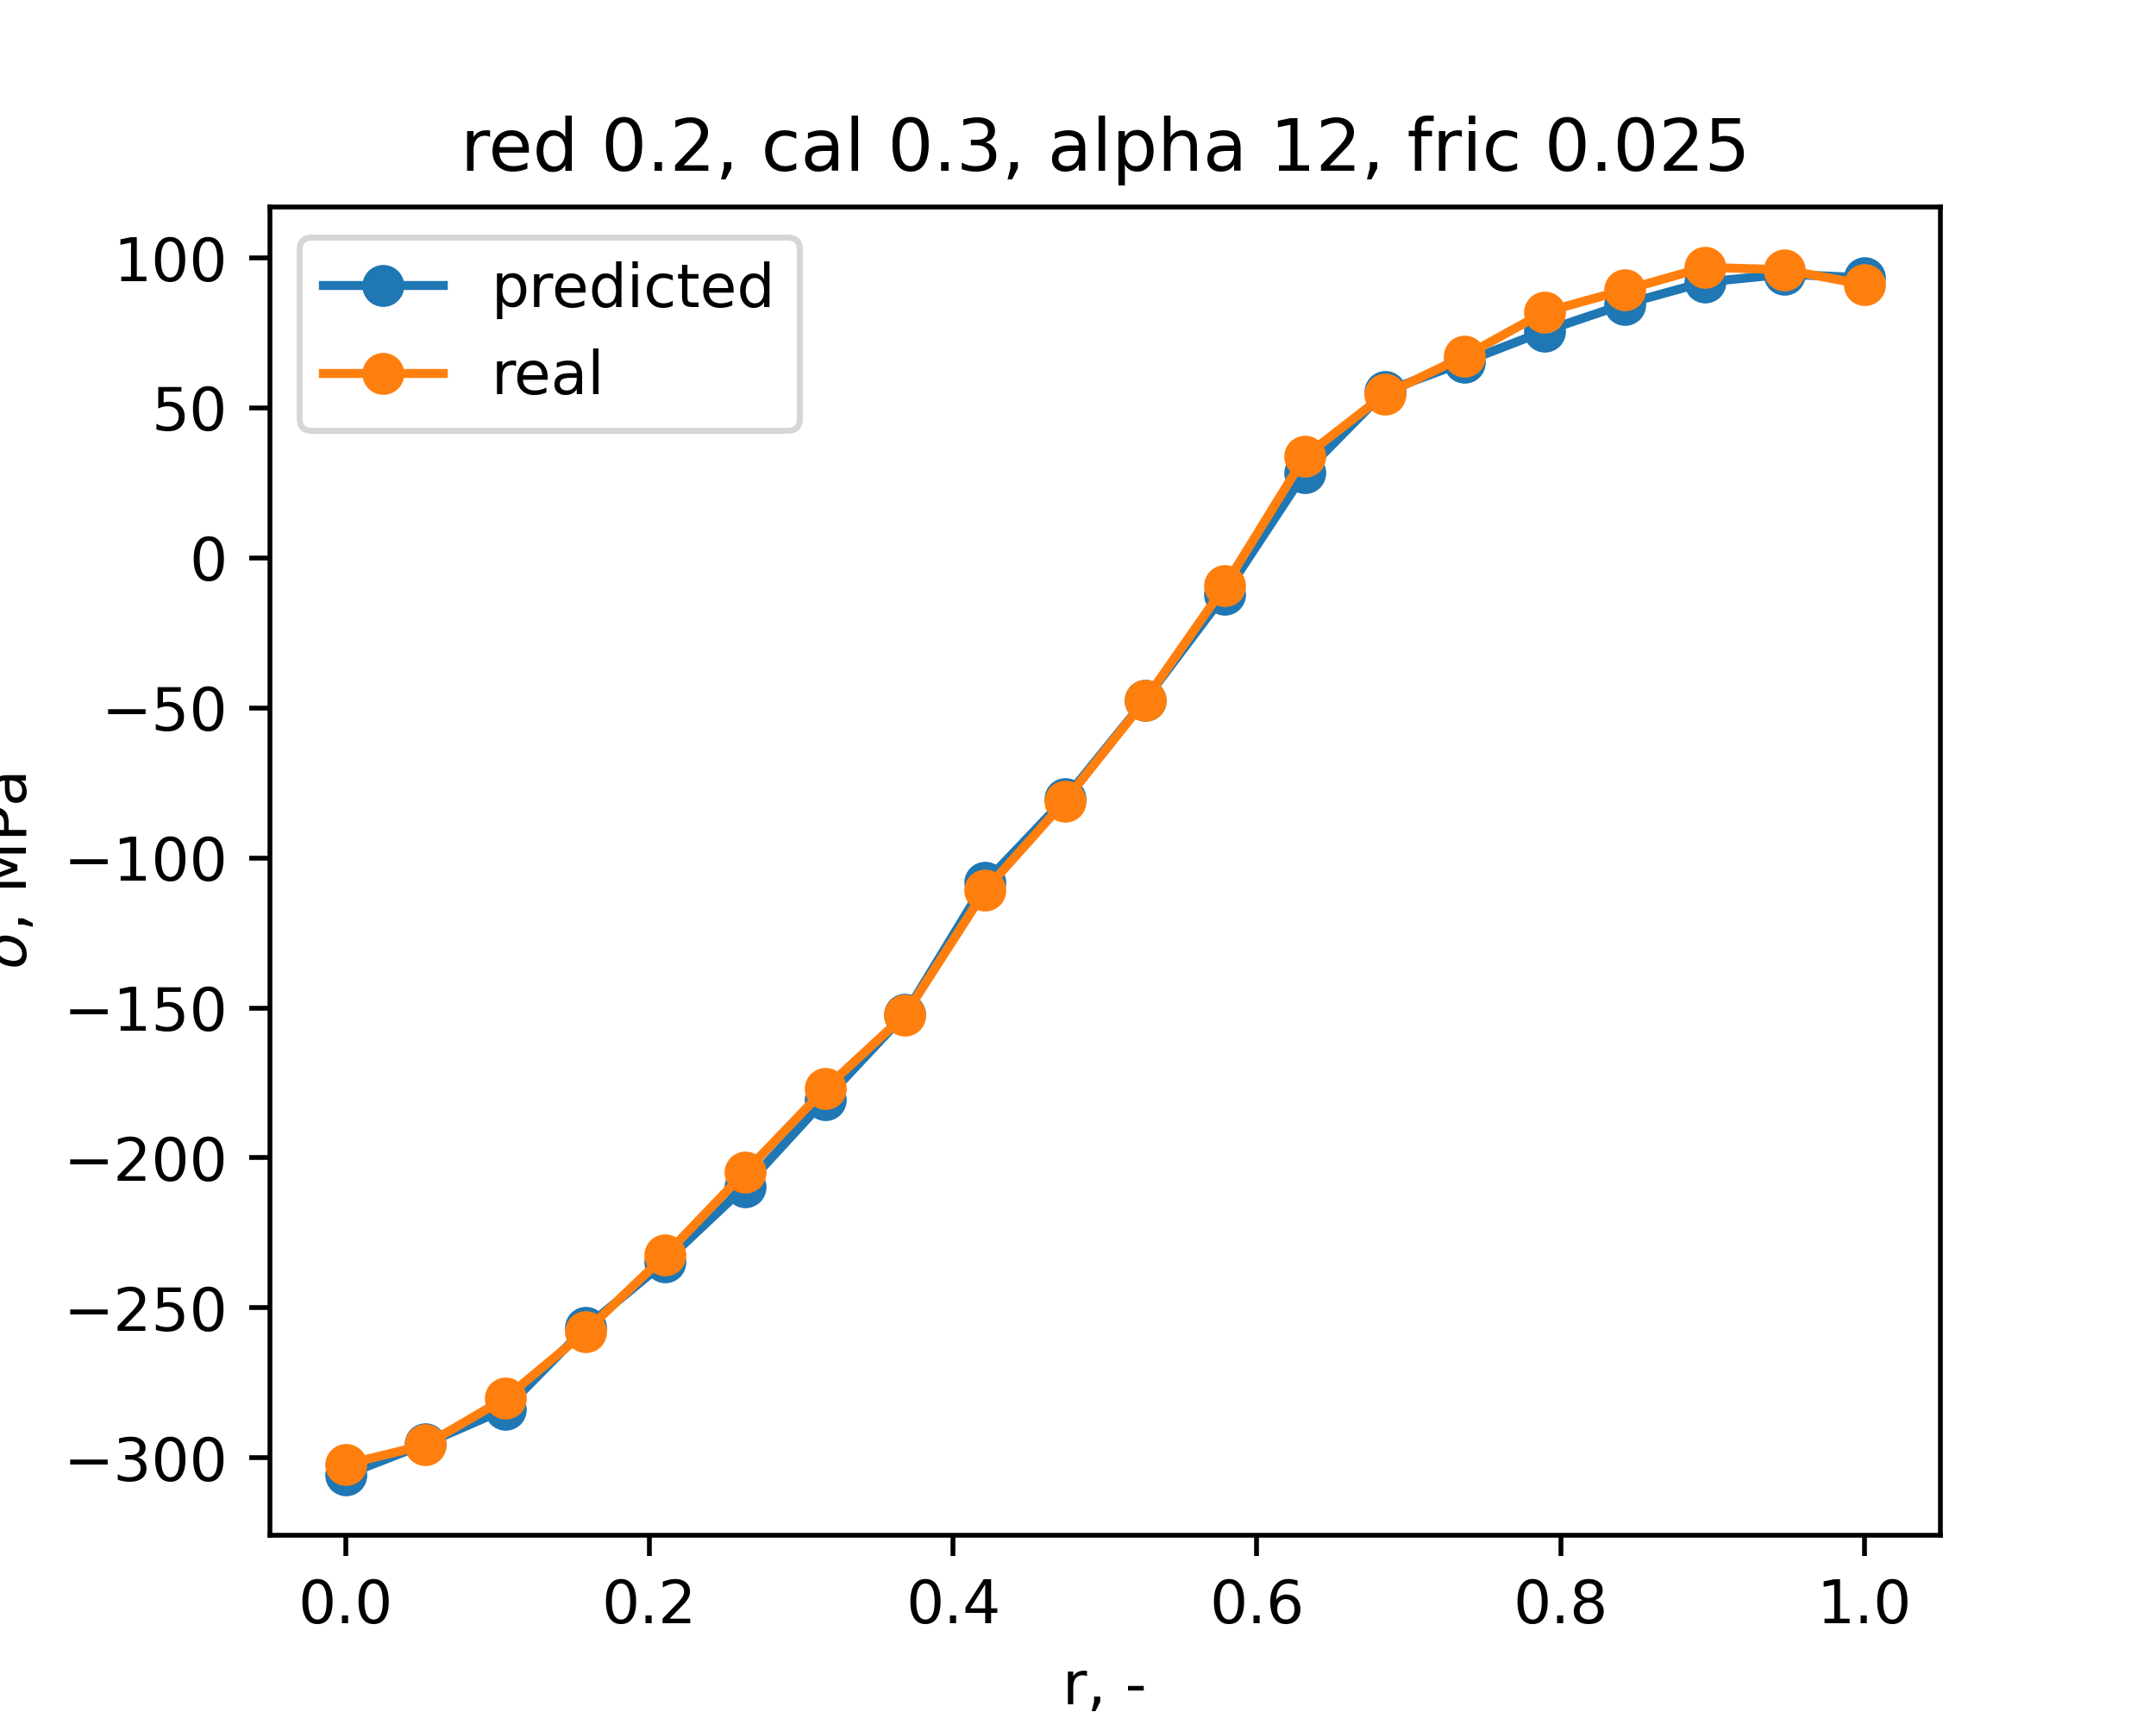 red 0.2, cal 0.3, alpha 12, fric 0.025
predicted
real
100
50
0
−50
−100
−150
−200
−250
−300
σ, MPa
0.0 0.2 0.4 0.6 0.8 1.0
r, -